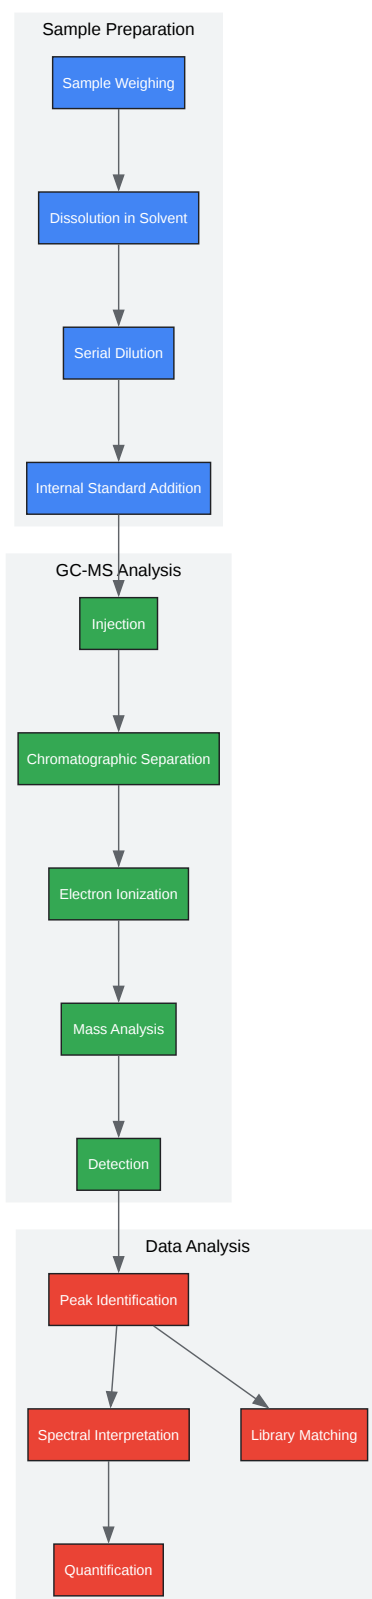 Sample Preparation
Sample Weighing
Dissolution in Solvent
Serial Dilution
Internal Standard Addition
GC-MS Analysis
Injection
Chromatographic Separation
Electron Ionization
Mass Analysis
Detection
Data Analysis
Peak Identification
Spectral Interpretation
Library Matching
Quantification